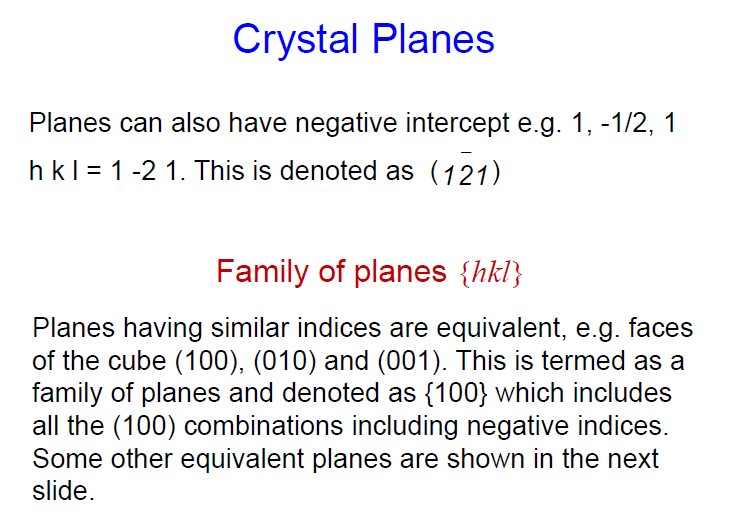 Crystal Planes
Planes can also have negative intercept e.g. 1, -1/2, 1
h k l = 1 -2 1. This is denoted as (12̅1)
Family of planes {hkl}
Planes having similar indices are equivalent, e.g. faces
of the cube (100), (010) and (001). This is termed as a
family of planes and denoted as {100} which includes
all the (100) combinations including negative indices.
Some other equivalent planes are shown in the next
slide.